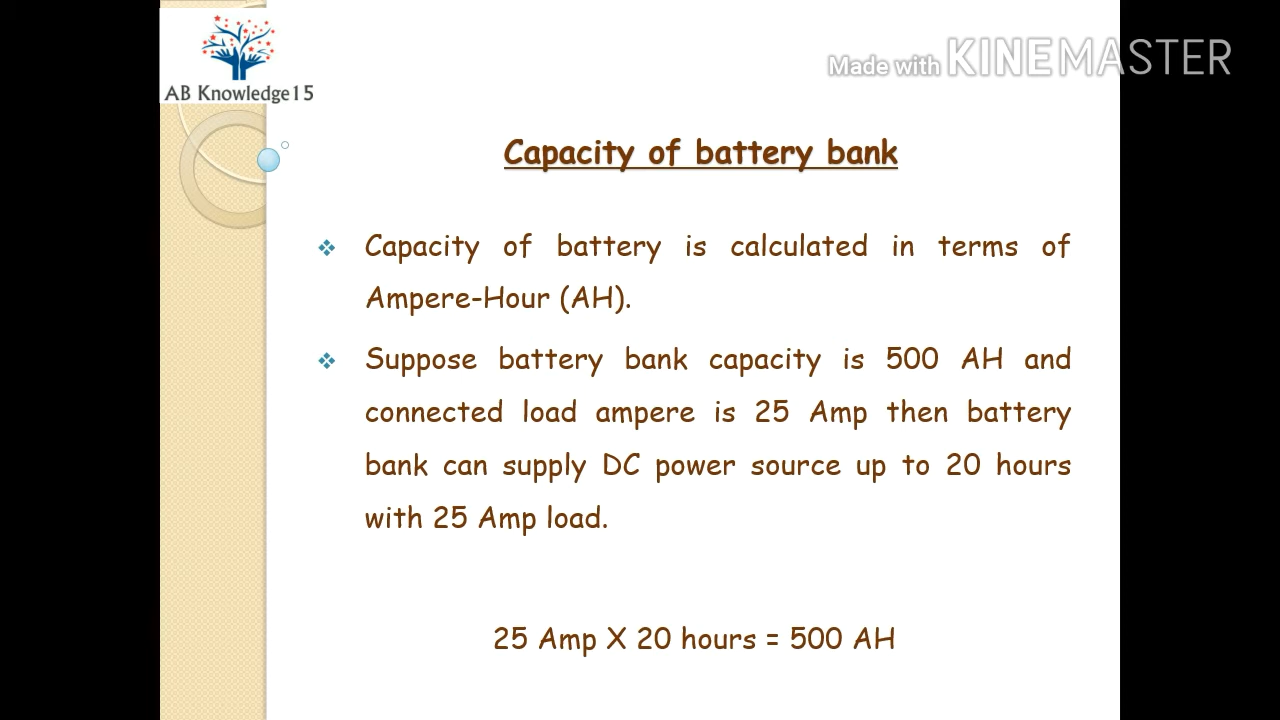 AB Knowledge15
Made with KINEMASTER
Capacity of battery bank
Capacity of battery is calculated in terms of
Ampere-Hour (AH).
Suppose battery bank capacity is 500 AH and
connected load ampere is 25 Amp then battery
bank can supply DC power source up to 20 hours
with 25 Amp load.
25 Amp X 20 hours = 500 AH